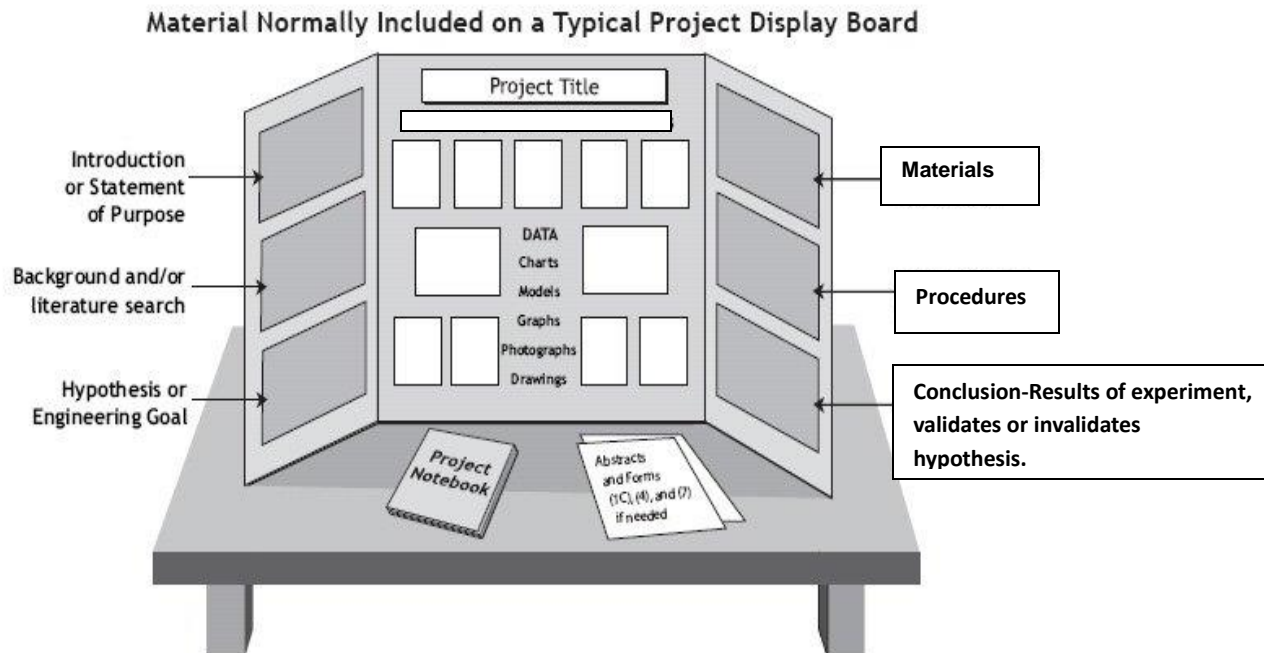 Material Normally Included on a Typical Project Display Board
Project Title
Introduction
or Statement
of Purpose
Background and/or
literature search
Hypothesis or
Engineering Goal
DATA
Charts
Models
Graphs
Photographs
Drawings
Materials
Procedures
Conclusion-Results of experiment,
validates or invalidates
hypothesis.
Project
Notebook
Abstracts
and Forms
(1C), (4), and (7)
if needed